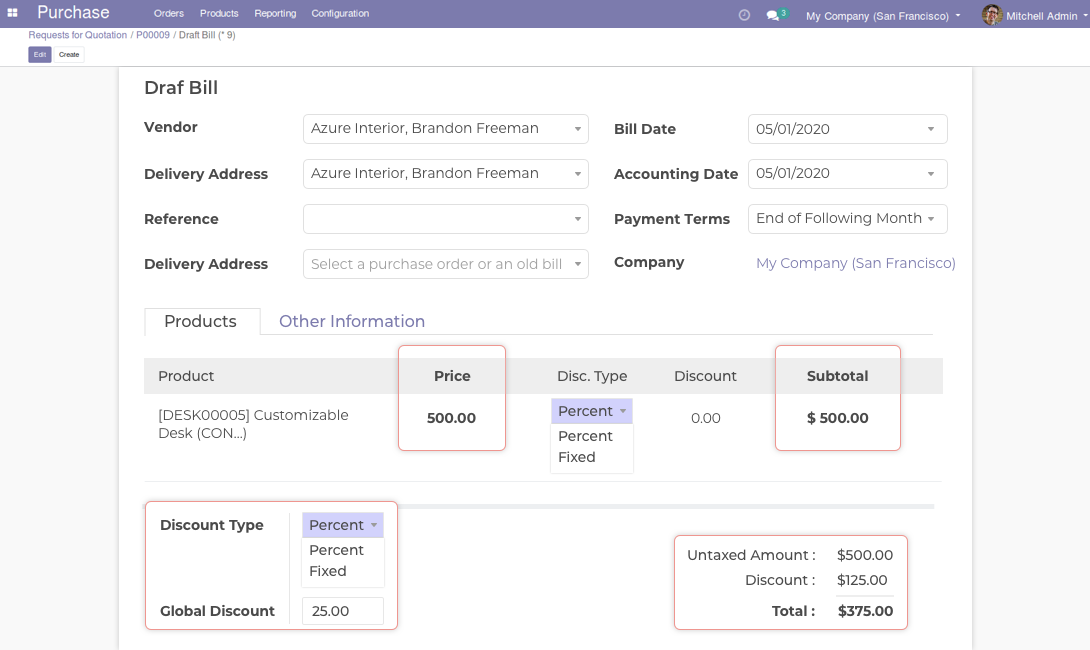 Purchase Orders Products Reporting Configuration 3 My Company (San Francisco) Mitchell Admin
Requests for Quotation / P00009 / Draft Bill (* 9)
Edit Create
Draf Bill
Vendor Azure Interior, Brandon Freeman Bill Date 05/01/2020
Delivery Address Azure Interior, Brandon Freeman Accounting Date 05/01/2020
Reference Payment Terms End of Following Month
Delivery Address Select a purchase order or an old bill Company My Company (San Francisco)
Products Other Information
Product Price Disc. Type Discount Subtotal
[DESK00005] Customizable Desk (CON...) 500.00 Percent 0.00 $ 500.00
Percent
Fixed
Discount Type Percent
Percent
Fixed
Global Discount 25.00
Untaxed Amount : $500.00
Discount : $125.00
Total : $375.00